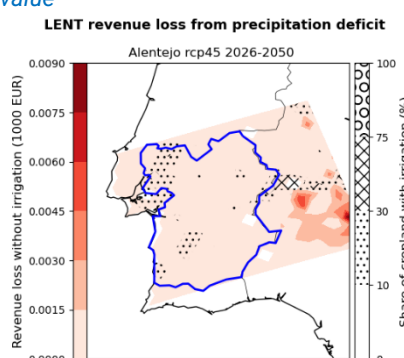 value
LENT revenue loss from precipitation deficit
Alentejo rcp45 2026-2050
Revenue loss without irrigation (1000 EUR)
0.0090
0.0075
0.0060
0.0045
0.0030
0.0015
100
75
30
10
Share of cropland with irrigation (%)